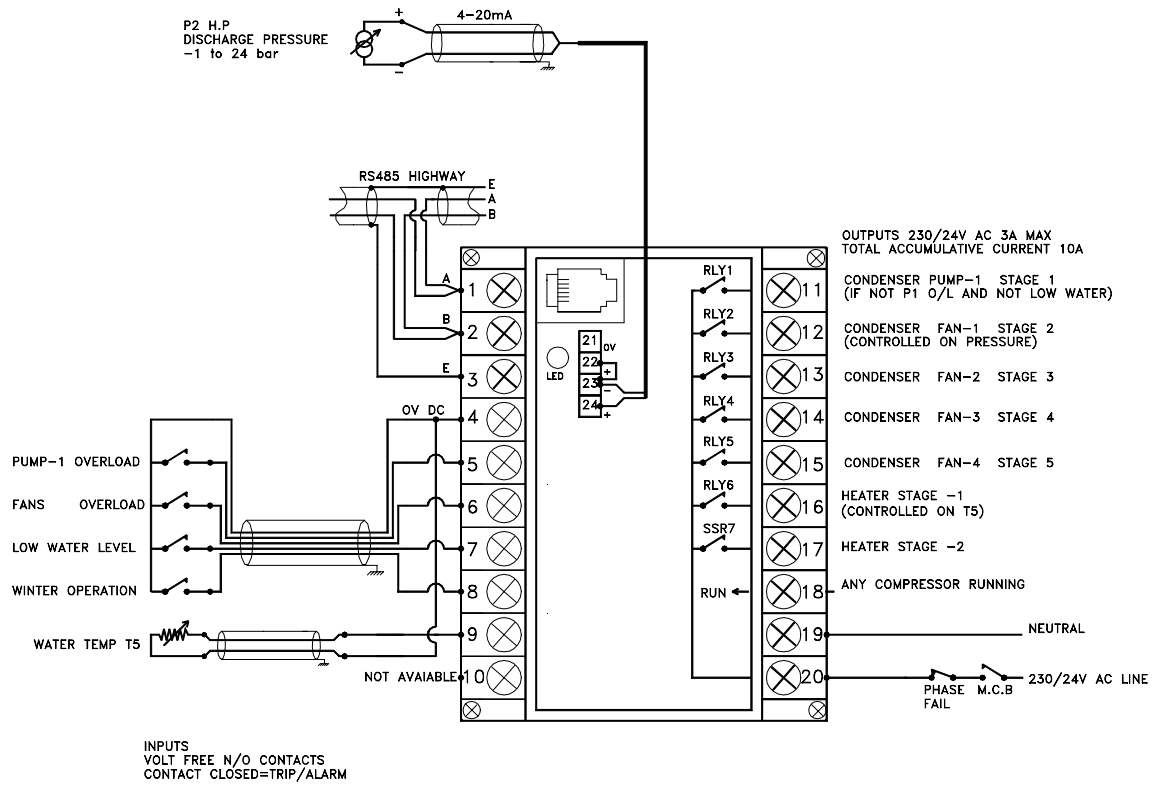 P2 H.P
DISCHARGE PRESSURE
-1 to 24 bar
+
4-20mA
-
RS485 HIGHWAY
E
A
B
OUTPUTS 230/24V AC 3A MAX
TOTAL ACCUMULATIVE CURRENT 10A
A
1
B
2
E
3
0V DC
4
5
6
7
8
9
NOT AVAIABLE 10
PUMP-1 OVERLOAD
FANS OVERLOAD
LOW WATER LEVEL
WINTER OPERATION
WATER TEMP T5
LED
21
0V
22
+
23
-
24
+
RLY1
RLY2
RLY3
RLY4
RLY5
RLY6
SSR7
RUN
11 CONDENSER PUMP-1 STAGE 1
(IF NOT P1 O/L AND NOT LOW WATER)
12 CONDENSER FAN-1 STAGE 2
(CONTROLLED ON PRESSURE)
13 CONDENSER FAN-2 STAGE 3
14 CONDENSER FAN-3 STAGE 4
15 CONDENSER FAN-4 STAGE 5
16 HEATER STAGE -1
(CONTROLLED ON T5)
17 HEATER STAGE -2
18 ANY COMPRESSOR RUNNING
19 NEUTRAL
20 230/24V AC LINE
PHASE
FAIL
M.C.B
INPUTS
VOLT FREE N/O CONTACTS
CONTACT CLOSED=TRIP/ALARM